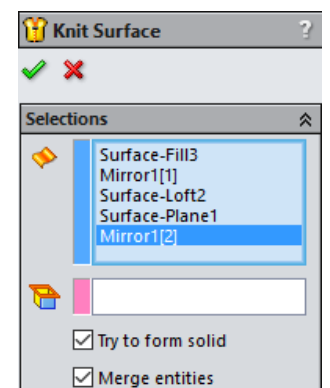 Knit Surface ?
Selections
Surface-Fill3
Mirror1[1]
Surface-Loft2
Surface-Plane1
Mirror1[2]
Try to form solid
Merge entities